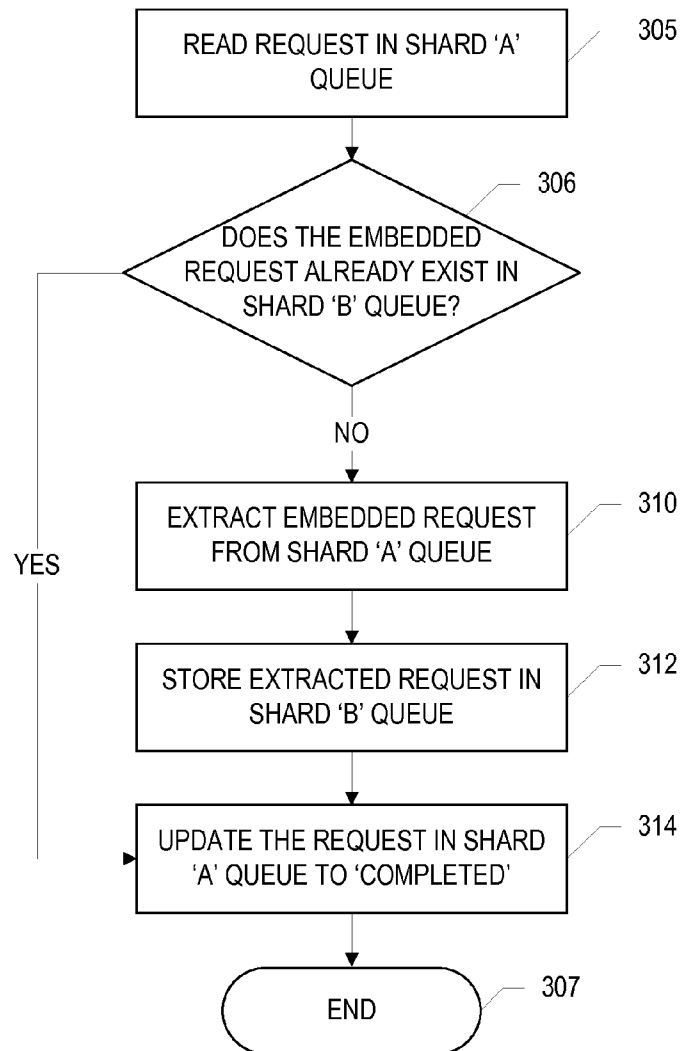 READ REQUEST IN SHARD ‘A’
QUEUE
305
306
DOES THE EMBEDDED
REQUEST ALREADY EXIST IN
SHARD ‘B’ QUEUE?
NO
EXTRACT EMBEDDED REQUEST
FROM SHARD ‘A’ QUEUE
310
YES
STORE EXTRACTED REQUEST IN
SHARD ‘B’ QUEUE
312
UPDATE THE REQUEST IN SHARD
‘A’ QUEUE TO ‘COMPLETED’
314
END
307